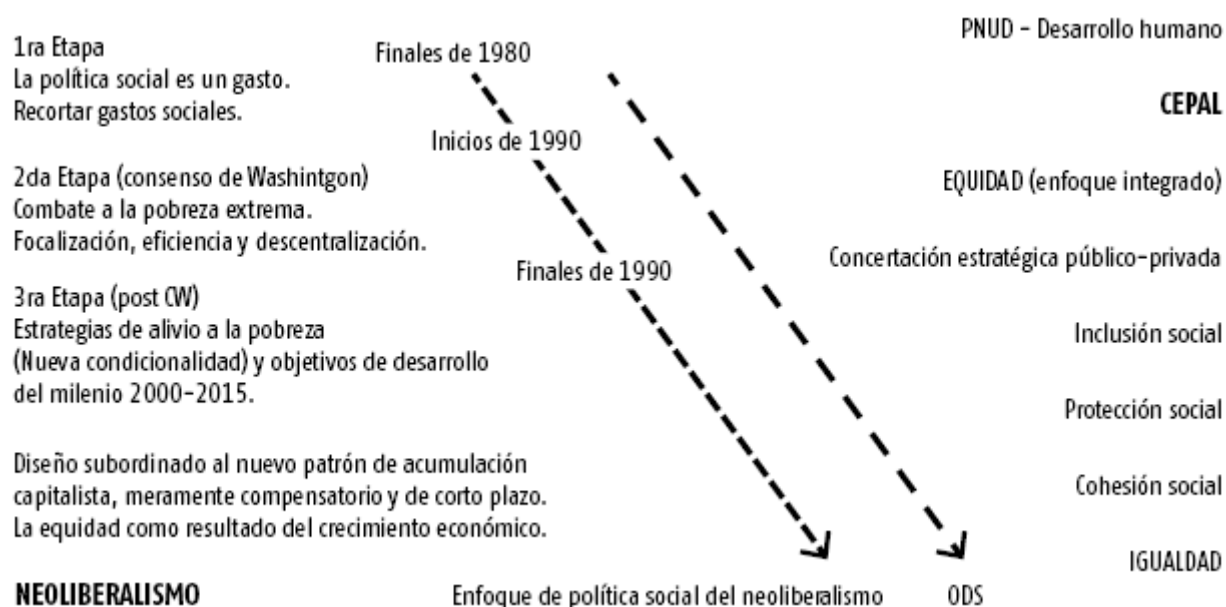 1ra Etapa
La política social es un gasto.
Recortar gastos sociales.
2da Etapa (consenso de Washintgon)
Combate a la pobreza extrema.
Focalización, eficiencia y descentralización.
3ra Etapa (post CW)
Estrategias de alivio a la pobreza
(Nueva condicionalidad) y objetivos de desarrollo
del milenio 2000-2015.
Diseño subordinado al nuevo patrón de acumulación
capitalista, meramente compensatorio y de corto plazo.
La equidad como resultado del crecimiento económico.
NEOLIBERALISMO
Finales de 1980
Inicios de 1990
Finales de 1990
Enfoque de política social del neoliberalismo
ODS
PNUD - Desarrollo humano
CEPAL
EQUIDAD (enfoque integrado)
Concertación estratégica público-privada
Inclusión social
Protección social
Cohesión social
IGUALDAD